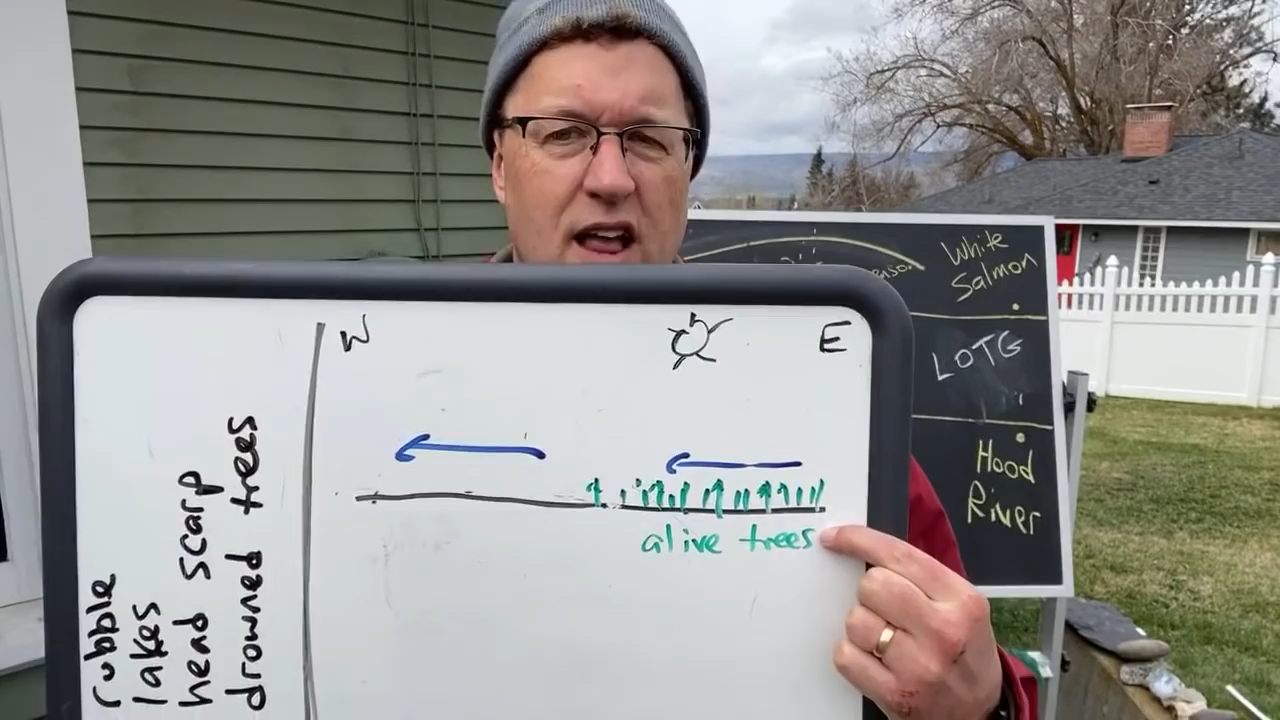 rubble
lakes
head scarp
drowned trees
W
E
alive trees
White
Salmon
LOTG
Hood
River